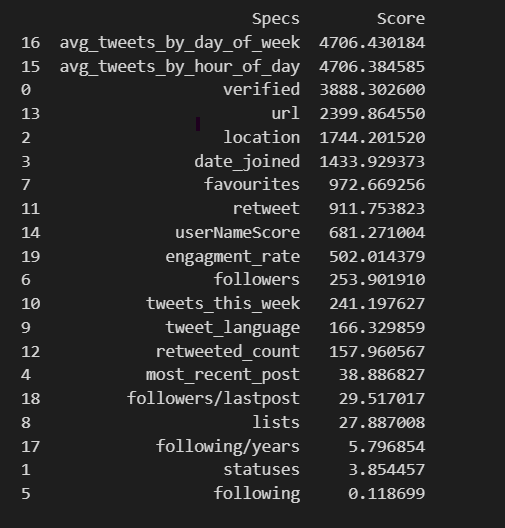 Specs Score
16 avg_tweets_by_day_of_week 4706.430184
15 avg_tweets_by_hour_of_day 4706.384585
0 verified 3888.302600
13 url 2399.864550
2 location 1744.201520
3 date_joined 1433.929373
7 favourites 972.669256
11 retweet 911.753823
14 userNameScore 681.271004
19 engagment_rate 502.014379
6 followers 253.901910
10 tweets_this_week 241.197627
9 tweet_language 166.329859
12 retweeted_count 157.960567
4 most_recent_post 38.886827
18 followers/lastpost 29.517017
8 lists 27.887008
17 following/years 5.796854
1 statuses 3.854457
5 following 0.118699